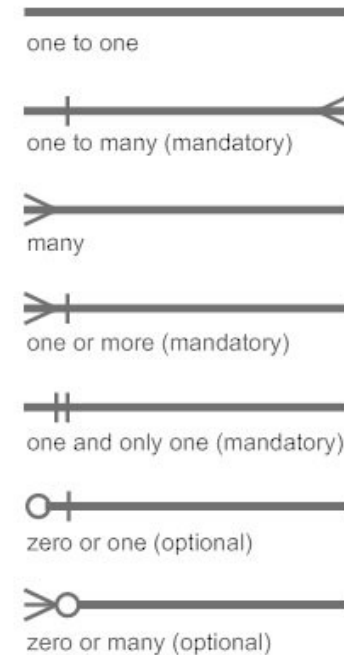 one to one
one to many (mandatory)
many
one or more (mandatory)
one and only one (mandatory)
zero or one (optional)
zero or many (optional)